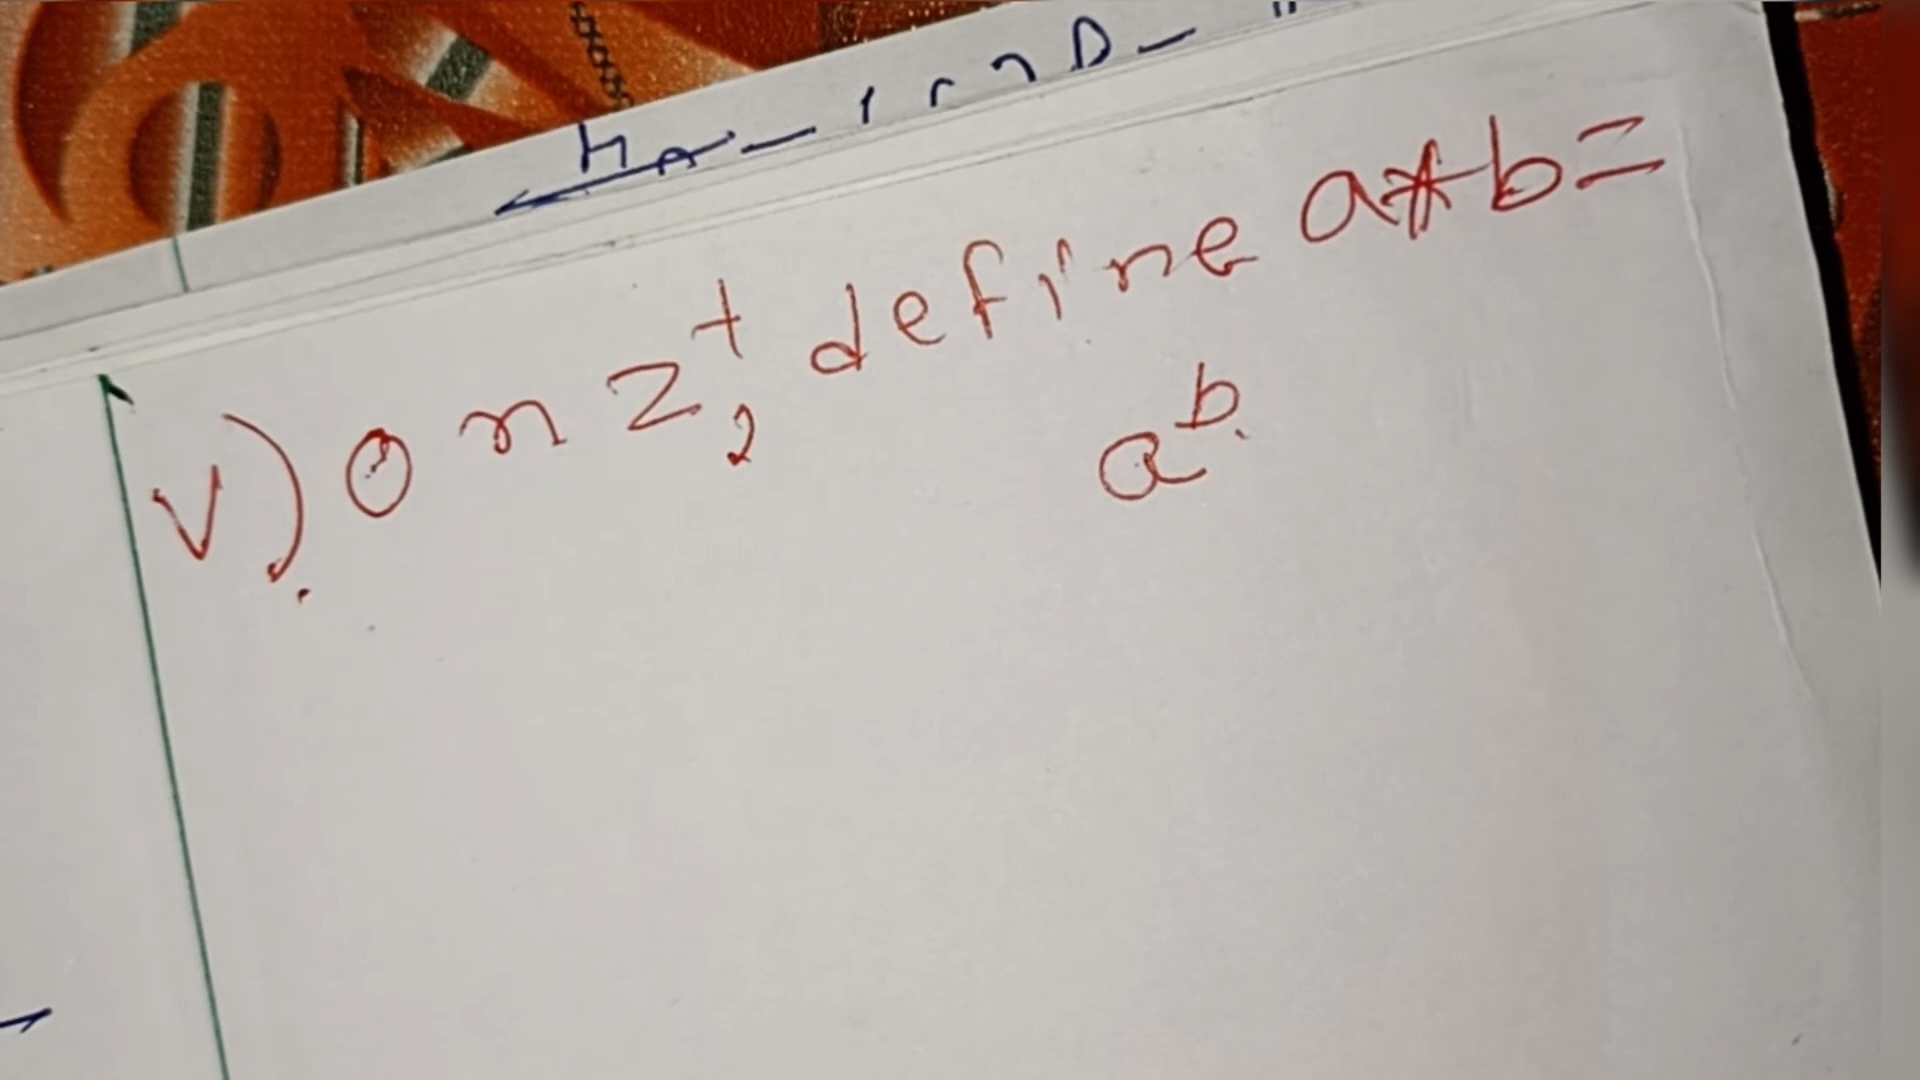 v) On Z⁺, define a*b=
a^b.